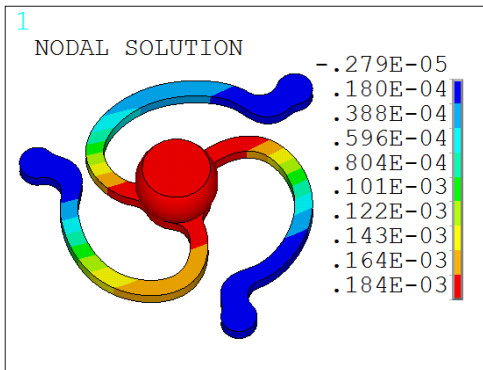 1
NODAL SOLUTION
-.279E-05
.180E-04
.388E-04
.596E-04
.804E-04
.101E-03
.122E-03
.143E-03
.164E-03
.184E-03